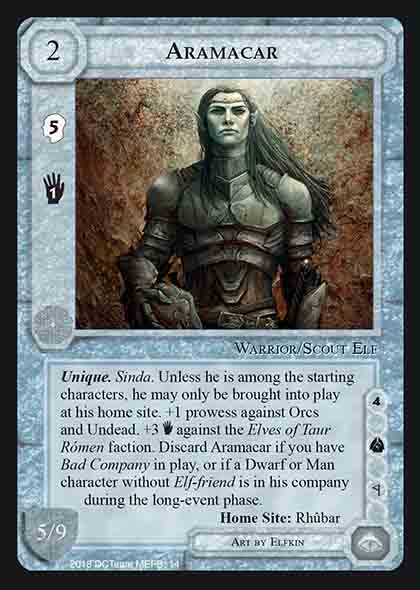 2
ARAMACAR
5
1
WARRIOR/SCOUT ELF
Unique. Sinda. Unless he is among the starting
characters, he may only be brought into play
at his home site. +1 prowess against Orcs
and Undead. +3 against the Elves of Taur
Rómen faction. Discard Aramacar if you have
Bad Company in play, or if a Dwarf or Man
character without Elf-friend is in his company
during the long-event phase.
Home Site: Rhûbar
4
5/9
ART BY ELFKIN
2018 DCTeam MEFB 14